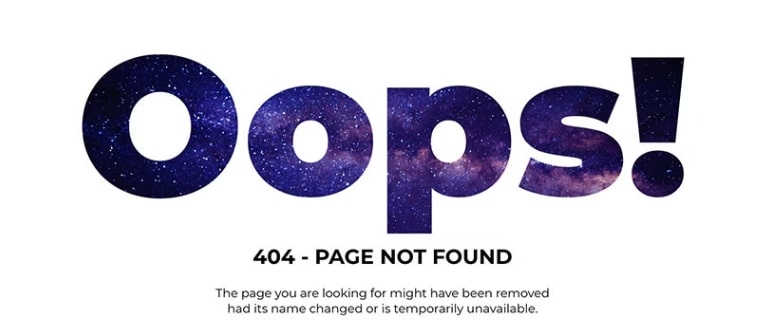 Oops!
404 - PAGE NOT FOUND
The page you are looking for might have been removed
had its name changed or is temporarily unavailable.